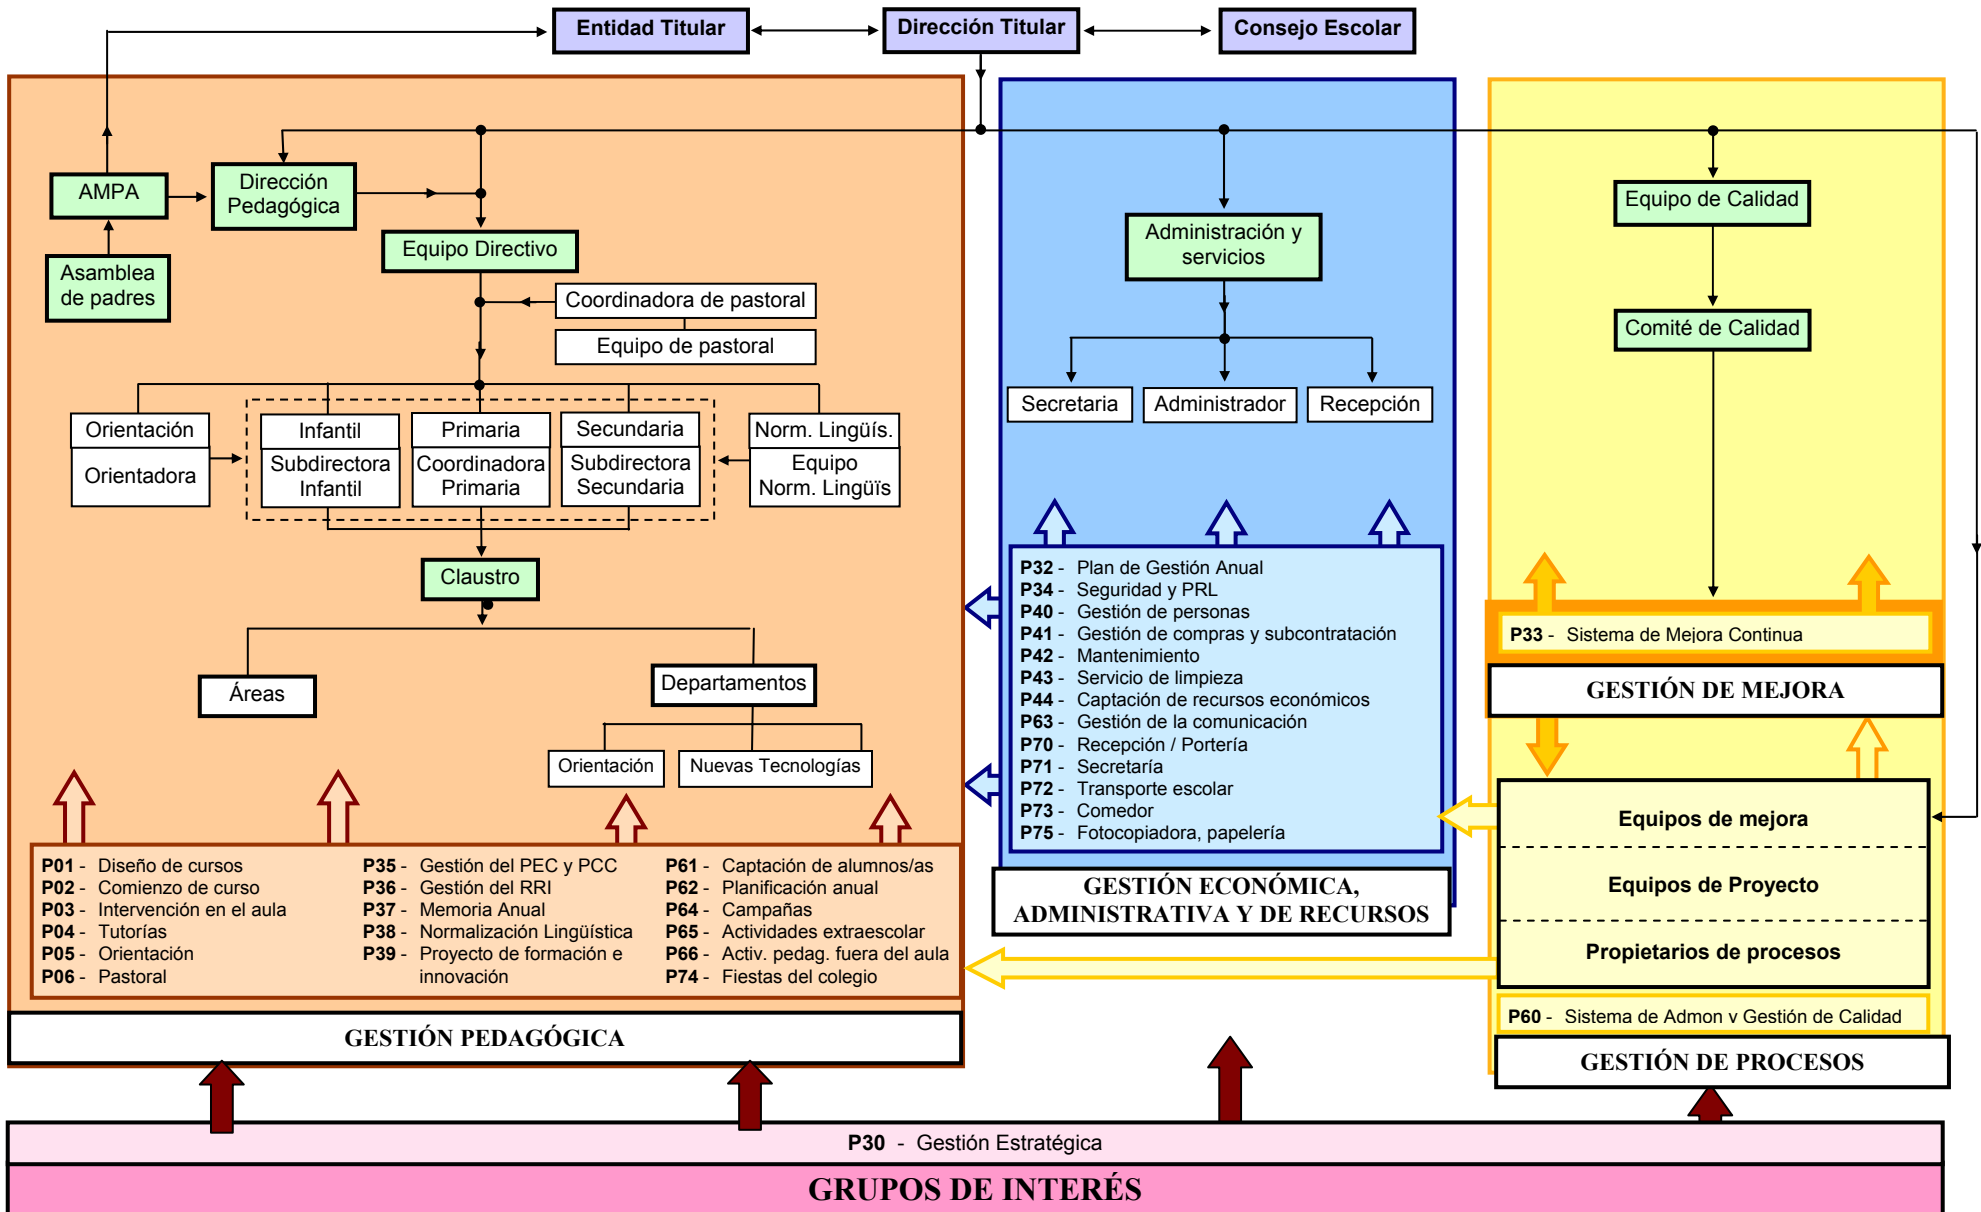 Entidad Titular
Dirección Titular
Consejo Escolar
AMPA
Dirección
Pedagógica
Asamblea
de padres
Equipo Directivo
Coordinadora de pastoral
Equipo de pastoral
Orientación
Orientadora
Infantil
Subdirectora
Infantil
Primaria
Coordinadora
Primaria
Secundaria
Subdirectora
Secundaria
Norm. Lingüís.
Equipo
Norm. Lingüïs
Claustro
Áreas
Departamentos
Orientación
Nuevas Tecnologías
P01 - Diseño de cursos
P02 - Comienzo de curso
P03 - Intervención en el aula
P04 - Tutorías
P05 - Orientación
P06 - Pastoral
P35 - Gestión del PEC y PCC
P36 - Gestión del RRI
P37 - Memoria Anual
P38 - Normalización Lingüística
P39 - Proyecto de formación e
innovación
P61 - Captación de alumnos/as
P62 - Planificación anual
P64 - Campañas
P65 - Actividades extraescolar
P66 - Activ. pedag. fuera del aula
P74 - Fiestas del colegio
GESTIÓN PEDAGÓGICA
Administración y
servicios
Secretaria
Administrador
Recepción
P32 - Plan de Gestión Anual
P34 - Seguridad y PRL
P40 - Gestión de personas
P41 - Gestión de compras y subcontratación
P42 - Mantenimiento
P43 - Servicio de limpieza
P44 - Captación de recursos económicos
P63 - Gestión de la comunicación
P70 - Recepción / Portería
P71 - Secretaría
P72 - Transporte escolar
P73 - Comedor
P75 - Fotocopiadora, papelería
GESTIÓN ECONÓMICA,
ADMINISTRATIVA Y DE RECURSOS
Equipo de Calidad
Comité de Calidad
P33 - Sistema de Mejora Continua
GESTIÓN DE MEJORA
Equipos de mejora
Equipos de Proyecto
Propietarios de procesos
P60 - Sistema de Admon v Gestión de Calidad
GESTIÓN DE PROCESOS
P30 - Gestión Estratégica
GRUPOS DE INTERÉS